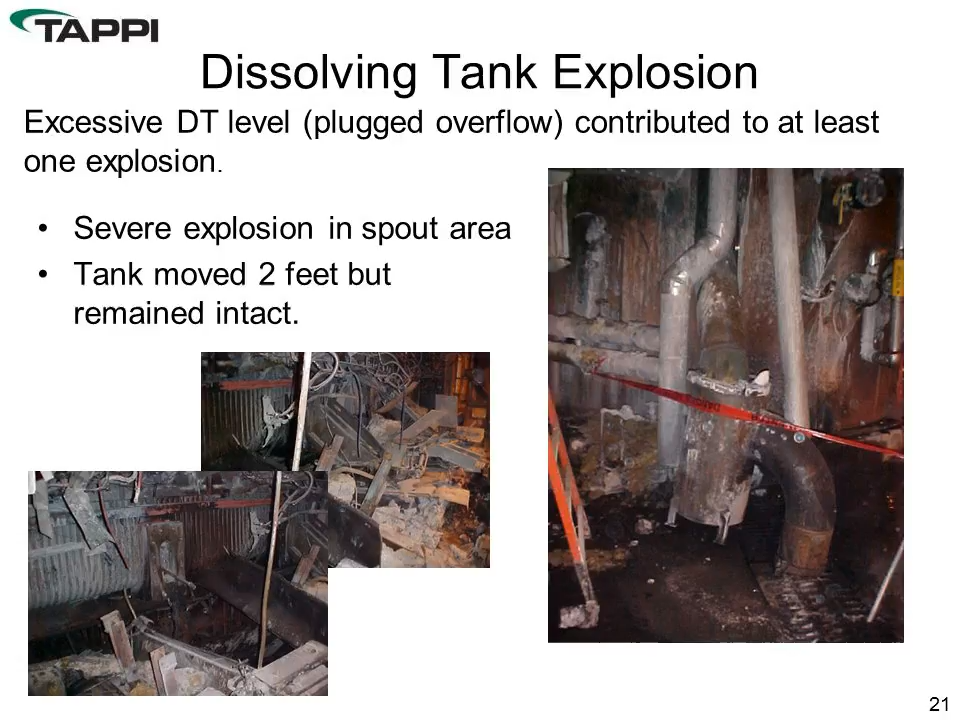 TAPPI
Dissolving Tank Explosion
Excessive DT level (plugged overflow) contributed to at least
one explosion.
• Severe explosion in spout area
• Tank moved 2 feet but
remained intact.
21